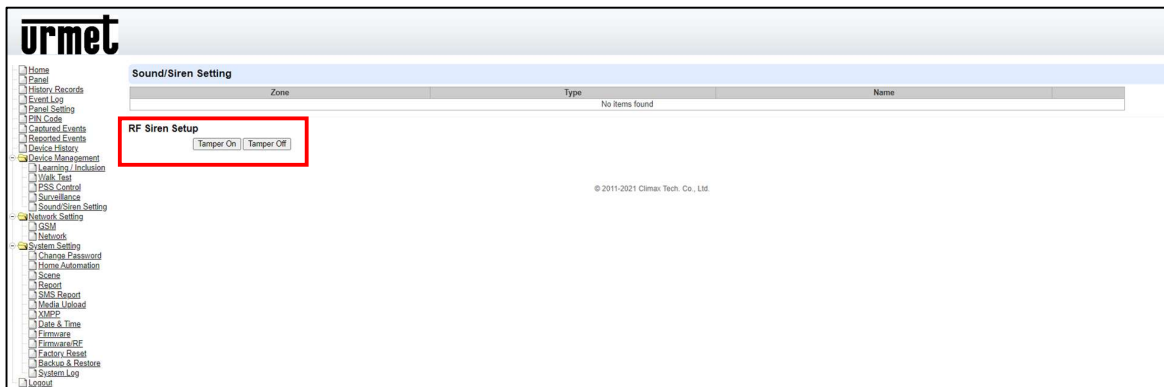 urmet
Home
Panel
History Records
Event Log
Panel Setting
PIN Code
Captured Events
Reported Events
Device History
Device Management
Learning / Inclusion
Walk Test
PSS Control
Surveillance
Sound/Siren Setting
Network Setting
GSM
Network
System Setting
Change Password
Home Automation
Scene
Report
SMS Report
Media Upload
XMPP
Date & Time
Firmware
Firmware/RF
Factory Reset
Backup & Restore
System Log
Logout
Sound/Siren Setting
Zone Type Name
No items found
RF Siren Setup
Tamper On Tamper Off
© 2011-2021 Climax Tech. Co., Ltd.